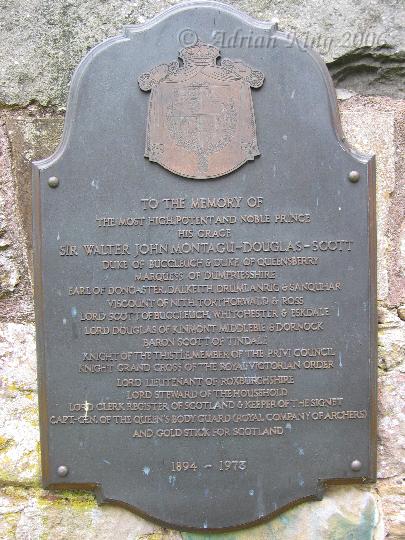 © Adrian King 2006
TO THE MEMORY OF
THE MOST HIGH, POTENT AND NOBLE PRINCE
HIS GRACE
SIR WALTER JOHN MONTAGU-DOUGLAS-SCOTT
DUKE OF BUCCLEUCH & DUKE OF QUEENSBERRY
MARQUESS OF DUMFRIESSHIRE
EARL OF DONCASTER, DALKEITH, DRUMLANRIG & SANQUHAR
VISCOUNT OF NITH, TORTHORWALD & ROSS
LORD SCOTT OF BUCCLEUCH, WHITCHESTER & ESKDALE
LORD DOUGLAS OF KINMONT, MIDDLEBIE & DORNOCK
BARON SCOTT OF TINDALE
KNIGHT OF THE THISTLE, MEMBER OF THE PRIVI COUNCIL
KNIGHT GRAND CROSS OF THE ROYAL VICTORIAN ORDER
LORD LIEUTENANT OF ROXBURGHSHIRE
LORD STEWARD OF THE HOUSEHOLD
LORD CLERK REGISTER OF SCOTLAND & KEEPER OF THE SIGNET
CAPT-GEN. OF THE QUEEN'S BODY GUARD (ROYAL COMPANY OF ARCHERS)
AND GOLD STICK FOR SCOTLAND
1894 - 1973